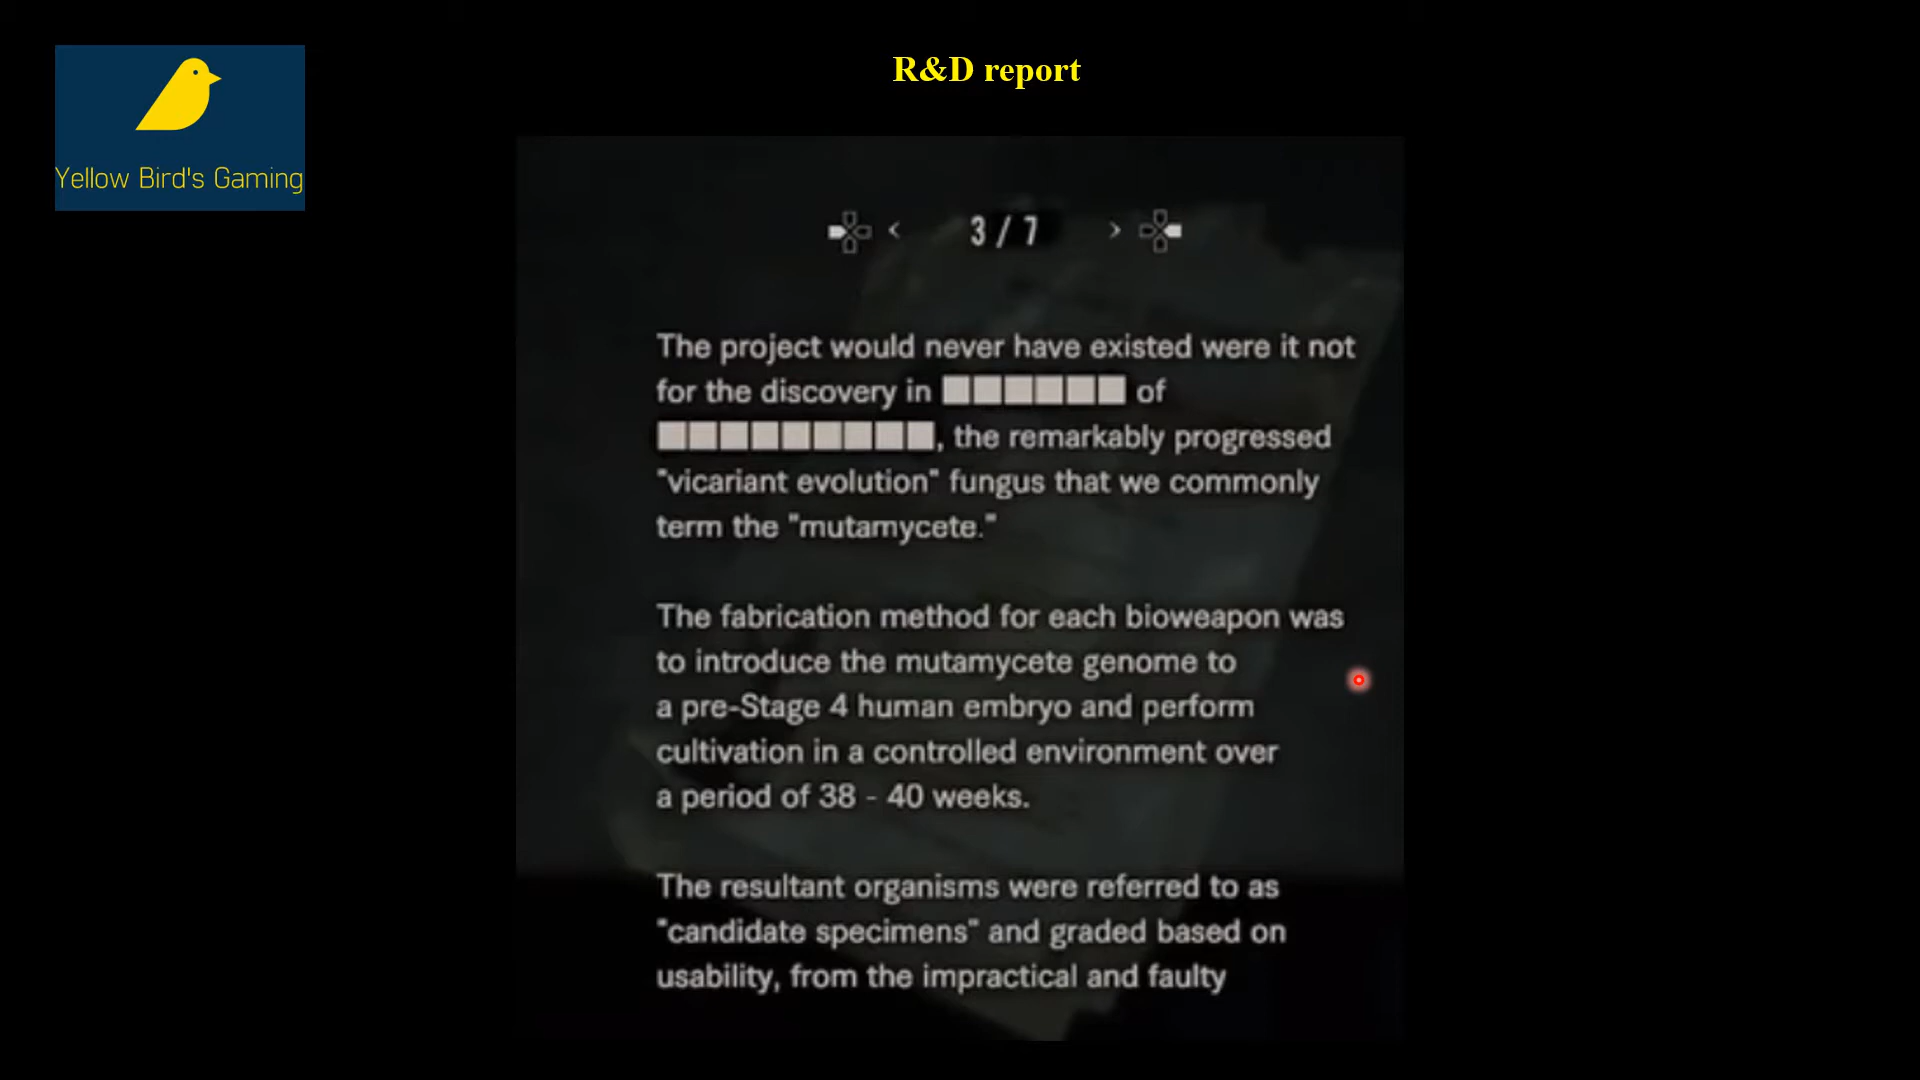 R&D report
Yellow Bird's Gaming
< 3 / 7 >
The project would never have existed were it not
for the discovery in ■■■■■■ of
■■■■■■■■■, the remarkably progressed
"vicariant evolution" fungus that we commonly
term the "mutamycete."
The fabrication method for each bioweapon was
to introduce the mutamycete genome to
a pre-Stage 4 human embryo and perform
cultivation in a controlled environment over
a period of 38 - 40 weeks.
The resultant organisms were referred to as
"candidate specimens" and graded based on
usability, from the impractical and faulty